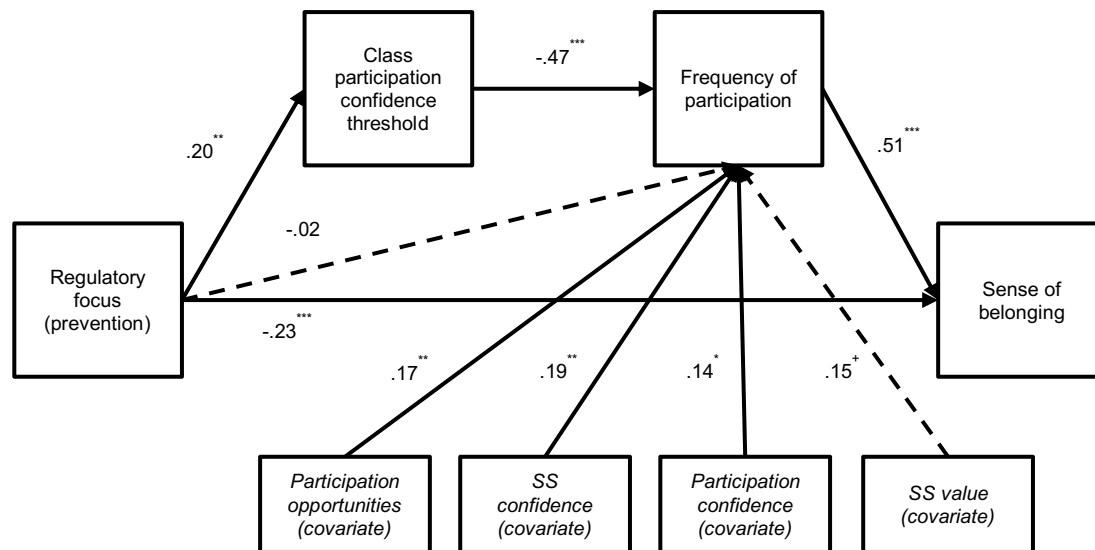 Class
participation
confidence
threshold
-.47***
Frequency of
participation
.20**
.51***
-.02
Regulatory
focus
(prevention)
Sense of
belonging
-.23***
.17**
.19**
.14*
.15+
Participation
opportunities
(covariate)
SS
confidence
(covariate)
Participation
confidence
(covariate)
SS value
(covariate)